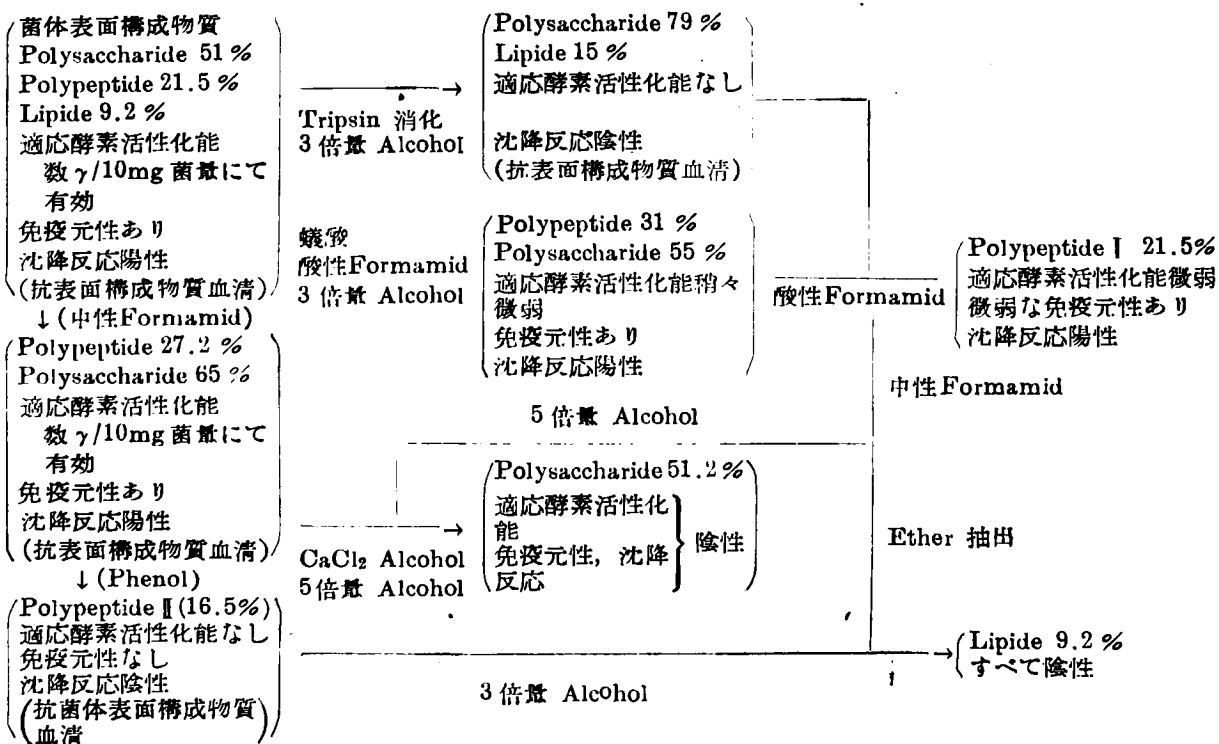 菌体表面構成物質
Polysaccharide 51 %
Polypeptide 21.5 %
Lipide 9.2 %
適応酵素活性化能
数γ/10mg 菌量にて
有効
免疫元性あり
沈降反応陽性
(抗表面構成物質血清)
↓(中性Formamid)
Polypeptide 27.2 %
Polysaccharide 65 %
適応酵素活性化能
数γ/10mg 菌量にて
有効
免疫元性あり
沈降反応陽性
(抗表面構成物質血清)
↓(Phenol)
Polypeptide Ⅱ (16.5%)
適応酵素活性化能なし
免疫元性なし
沈降反応陰性
(抗菌体表面構成物質)
血清
Tripsin 消化
3倍量 Alcohol
蟻酸
酸性Formamid
3倍量 Alcohol
CaCl₂ Alcohol
5倍量 Alcohol
Polysaccharide 79 %
Lipide 15 %
適応酵素活性化能なし
沈降反応陰性
(抗表面構成物質血清)
Polypeptide 31 %
Polysaccharide 55 %
適応酵素活性化能稍々
微弱
免疫元性あり
沈降反応陽性
5倍量 Alcohol
Polysaccharide 51.2%
適応酵素活性化
能
免疫元性,沈降
反応
陰性
3倍量 Alcohol
酸性Formamid
Polypeptide Ⅰ 21.5%
適応酵素活性化能微弱
微弱な免疫元性あり
沈降反応陽性
中性Formamid
Ether 抽出
Lipide 9.2 %
すべて陰性